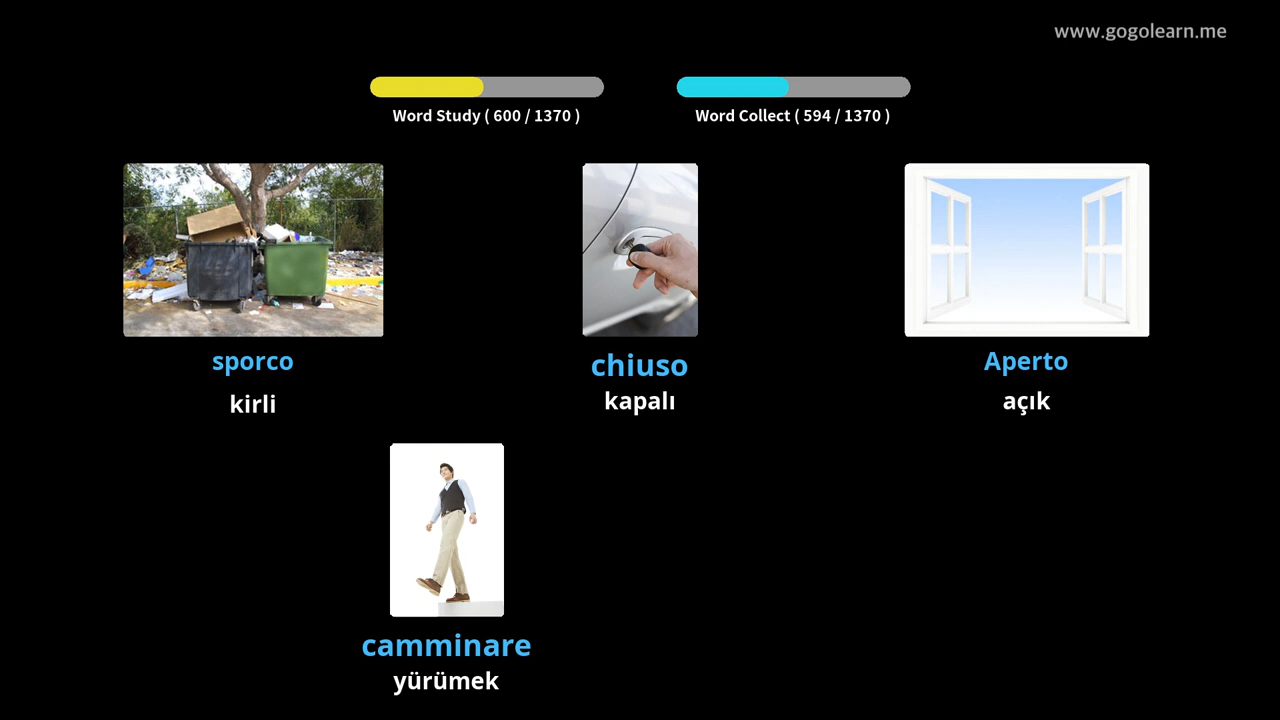 www.gogolearn.me
Word Study ( 600 / 1370 )
Word Collect ( 594 / 1370 )
sporco
kirli
chiuso
kapalı
Aperto
açık
camminare
yürümek